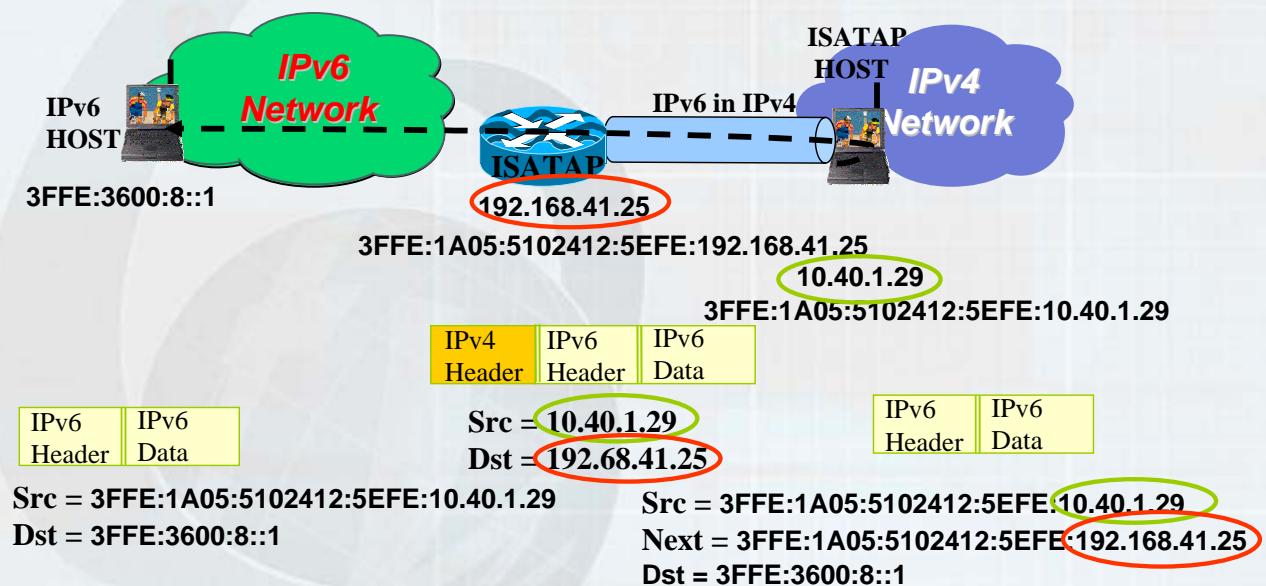 IPv6
Network
IPv6
HOST
3FFE:3600:8::1
ISATAP
192.168.41.25
3FFE:1A05:5102412:5EFE:192.168.41.25
IPv6 in IPv4
ISATAP
HOST
IPv4
Network
10.40.1.29
3FFE:1A05:5102412:5EFE:10.40.1.29
IPv4 Header
IPv6 Header
IPv6 Data
Src = 10.40.1.29
Dst = 192.68.41.25
IPv6 Header
IPv6 Data
Src = 3FFE:1A05:5102412:5EFE:10.40.1.29
Dst = 3FFE:3600:8::1
IPv6 Header
IPv6 Data
Src = 3FFE:1A05:5102412:5EFE:10.40.1.29
Next = 3FFE:1A05:5102412:5EFE:192.168.41.25
Dst = 3FFE:3600:8::1